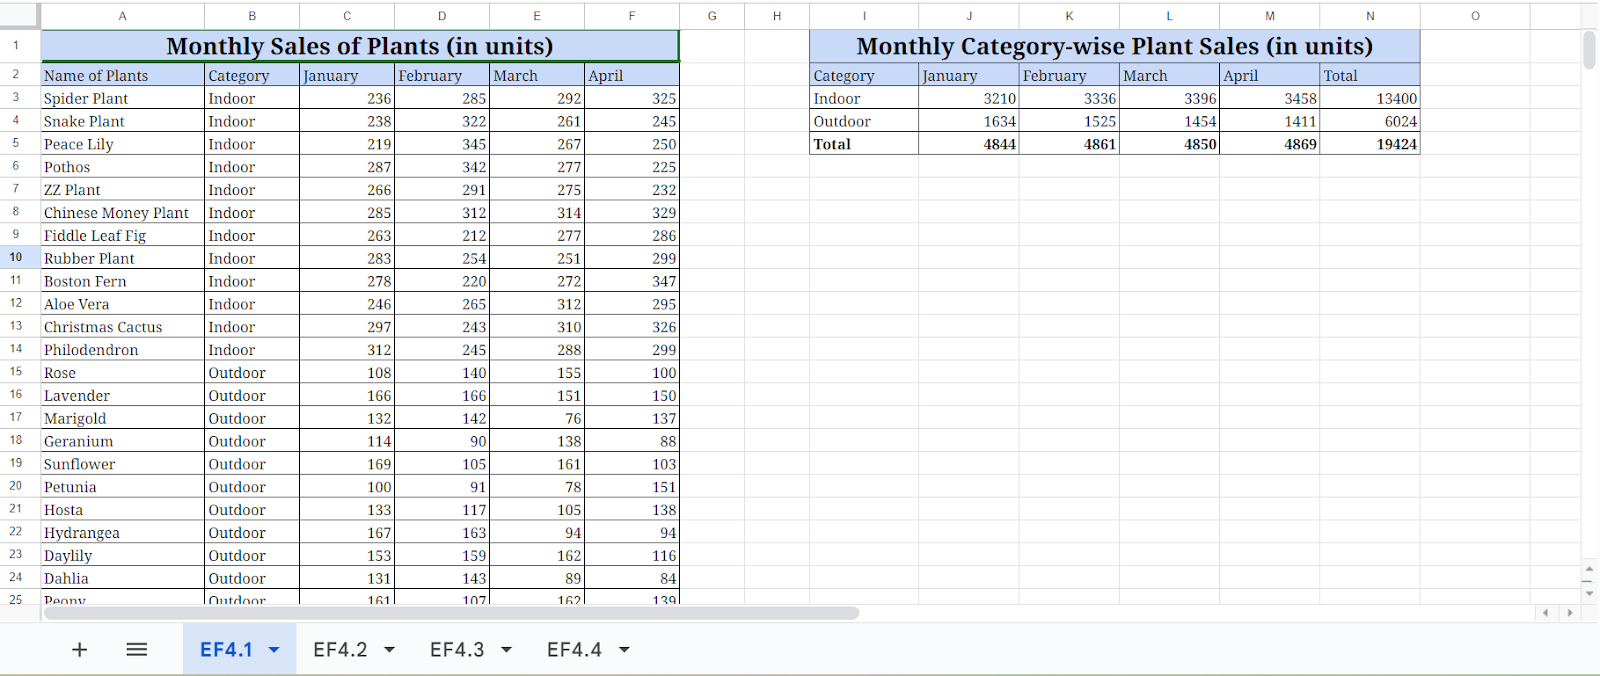 A B C D E F G H I J K L M N O
1 Monthly Sales of Plants (in units) Monthly Category-wise Plant Sales (in units)
2 Name of Plants Category January February March April Category January February March April Total
3 Spider Plant Indoor 236 285 292 325 Indoor 3210 3336 3396 3458 13400
4 Snake Plant Indoor 238 322 261 245 Outdoor 1634 1525 1454 1411 6024
5 Peace Lily Indoor 219 345 267 250 Total 4844 4861 4850 4869 19424
6 Pothos Indoor 287 342 277 225
7 ZZ Plant Indoor 266 291 275 232
8 Chinese Money Plant Indoor 285 312 314 329
9 Fiddle Leaf Fig Indoor 263 212 277 286
10 Rubber Plant Indoor 283 254 251 299
11 Boston Fern Indoor 278 220 272 347
12 Aloe Vera Indoor 246 265 312 295
13 Christmas Cactus Indoor 297 243 310 326
14 Philodendron Indoor 312 245 288 299
15 Rose Outdoor 108 140 155 100
16 Lavender Outdoor 166 166 151 150
17 Marigold Outdoor 132 142 76 137
18 Geranium Outdoor 114 90 138 88
19 Sunflower Outdoor 169 105 161 103
20 Petunia Outdoor 100 91 78 151
21 Hosta Outdoor 133 117 105 138
22 Hydrangea Outdoor 167 163 94 94
23 Daylily Outdoor 153 159 162 116
24 Dahlia Outdoor 131 143 89 84
25 Peony Outdoor 161 107 162 139
EF4.1 EF4.2 EF4.3 EF4.4